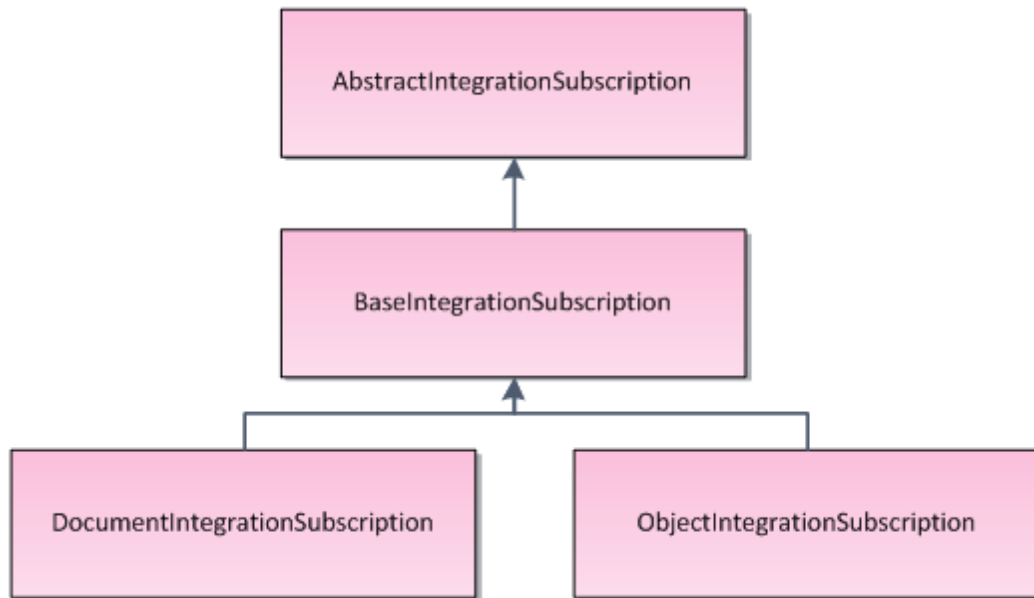 AbstractIntegrationSubscription
BaseIntegrationSubscription
DocumentIntegrationSubscription
ObjectIntegrationSubscription